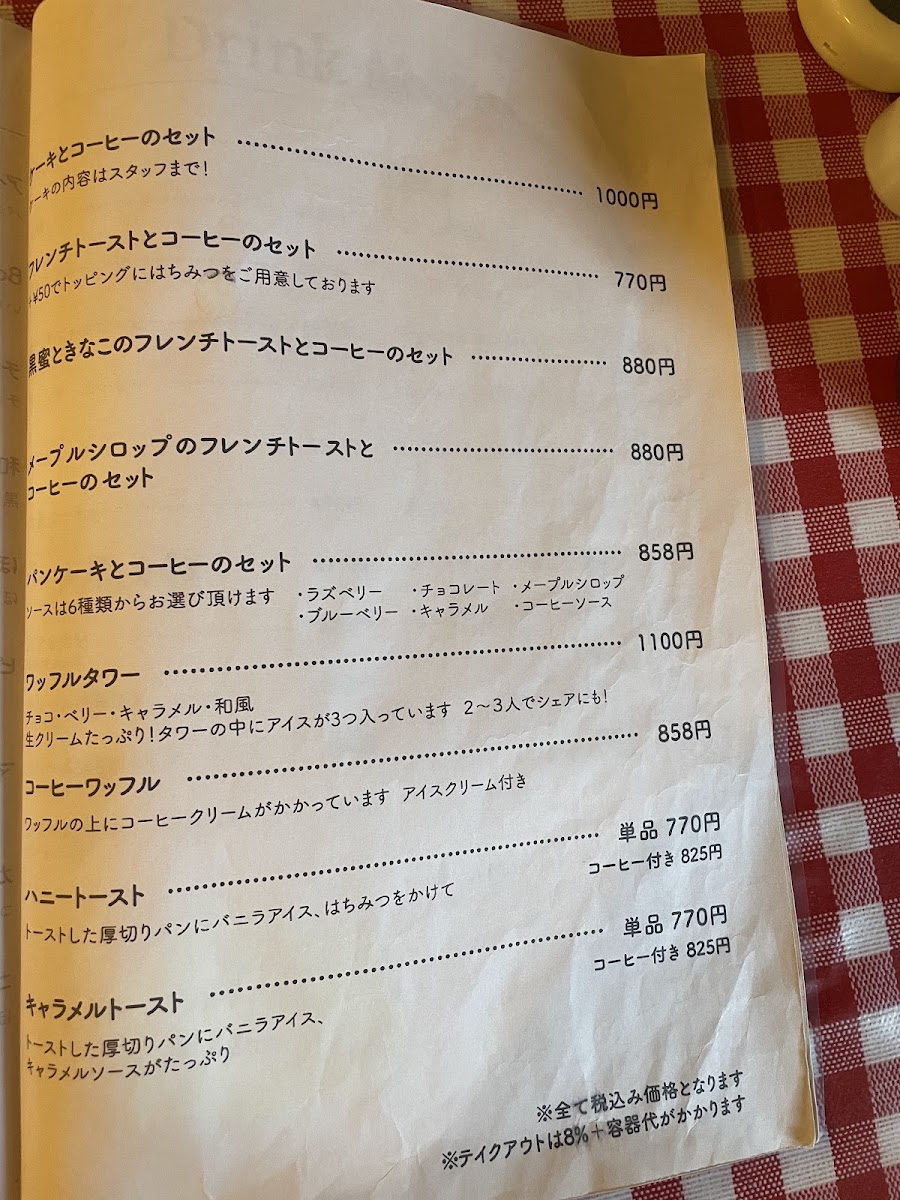 ケーキとコーヒーのセット 1000円
ケーキの内容はスタッフまで!
フレンチトーストとコーヒーのセット 770円
+¥50でトッピングにはちみつをご用意しております
黒蜜ときなこのフレンチトーストとコーヒーのセット 880円
メープルシロップのフレンチトーストと 880円
コーヒーのセット
パンケーキとコーヒーのセット 858円
ソースは6種類からお選び頂けます ・ラズベリー ・チョコレート ・メープルシロップ
・ブルーベリー ・キャラメル ・コーヒーソース
ワッフルタワー 1100円
チョコ・ベリー・キャラメル・和風
生クリームたっぷり!タワーの中にアイスが3つ入っています 2〜3人でシェアにも!
コーヒーワッフル 858円
ワッフルの上にコーヒークリームがかかっています アイスクリーム付き
ハニートースト 単品 770円
コーヒー付き 825円
トーストした厚切りパンにバニラアイス、はちみつをかけて
キャラメルトースト 単品 770円
コーヒー付き 825円
トーストした厚切りパンにバニラアイス、
キャラメルソースがたっぷり
※全て税込み価格となります
※テイクアウトは8%+容器代がかかります